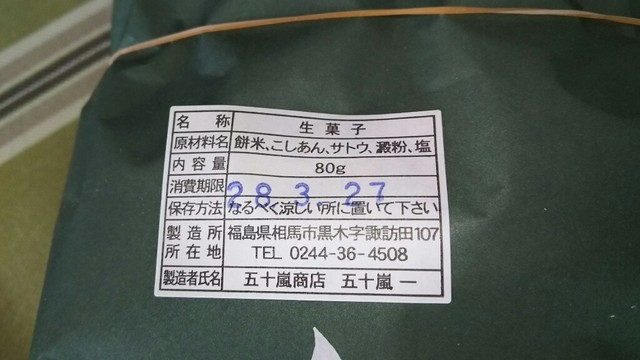 名称 生菓子
原材料名 餅米、こしあん、サトウ、澱粉、塩
内容量 80g
消費期限 28.3.27
保存方法 なるべく涼しい所に置いて下さい
製造所 福島県相馬市黒木字諏訪田107
所在地 TEL 0244-36-4508
製造者氏名 五十嵐商店 五十嵐一